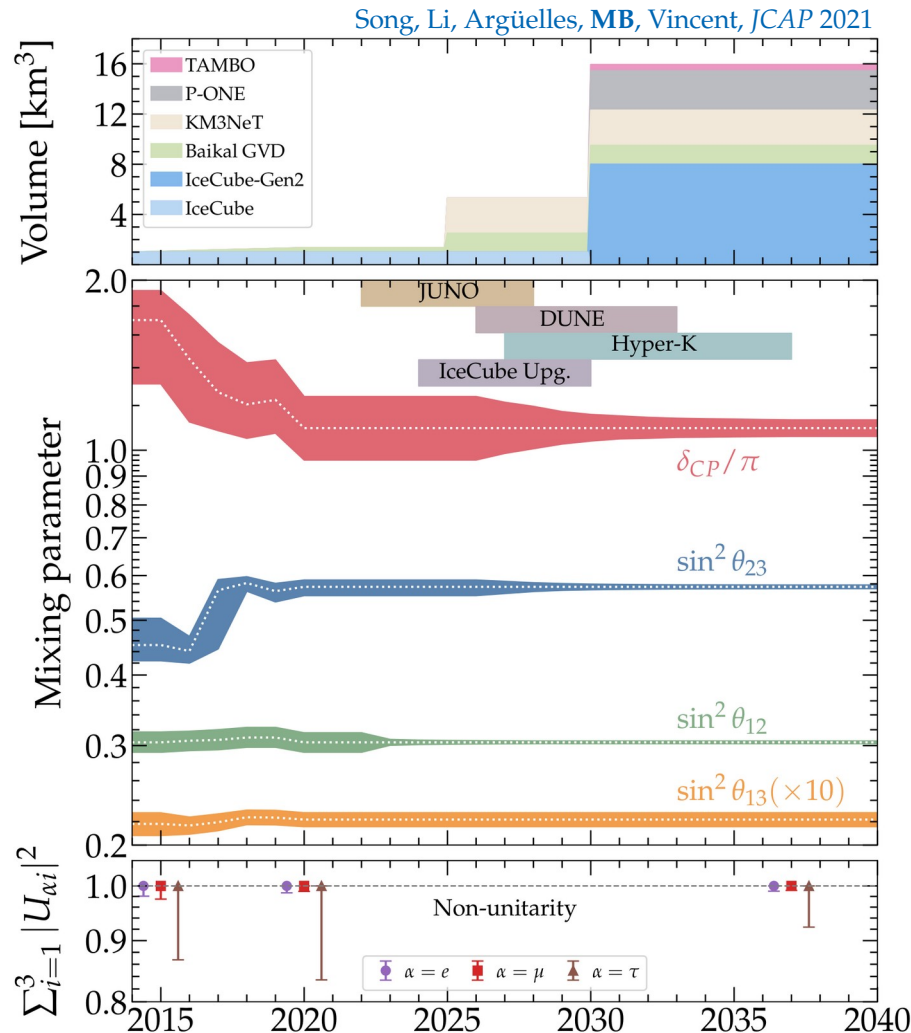 Song, Li, Argüelles, MB, Vincent, JCAP 2021
Volume [km³]
16
12
8
4
TAMBO
P-ONE
KM3NeT
Baikal GVD
IceCube-Gen2
IceCube
Mixing parameter
2.0
1.0
0.9
0.8
0.7
0.6
0.5
0.4
0.3
0.2
JUNO
DUNE
Hyper-K
IceCube Upg.
δ_CP/π
sin² θ₂₃
sin² θ₁₂
sin² θ₁₃(×10)
Σ³ᵢ₌₁ |U_αi|²
1.0
0.9
0.8
Non-unitarity
α = e α = μ α = τ
2015 2020 2025 2030 2035 2040